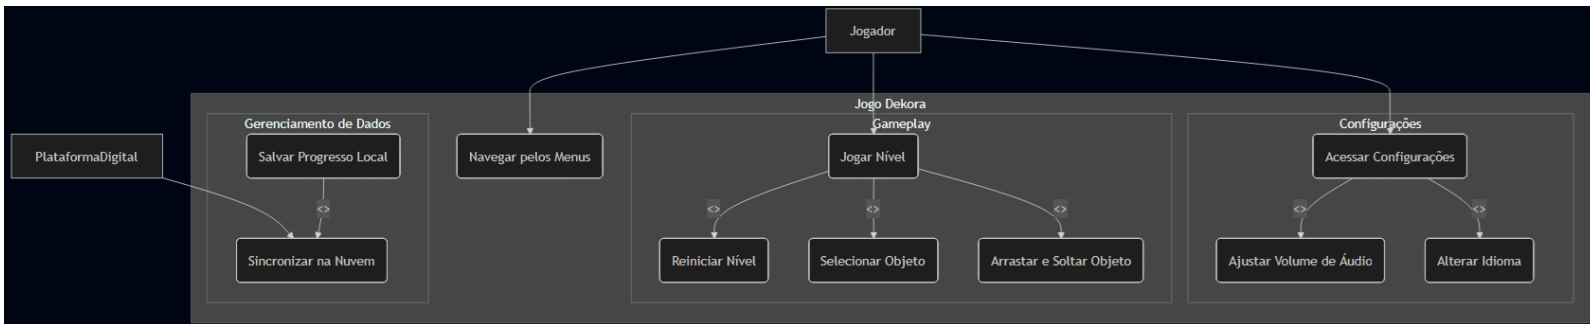 Jogador
Jogo Dekora
Gerenciamento de Dados
Gameplay
Configurações
PlataformaDigital
Salvar Progresso Local
Navegar pelos Menus
Jogar Nível
Acessar Configurações
<>
<>
<>
<>
<>
<>
Sincronizar na Nuvem
Reiniciar Nível
Selecionar Objeto
Arrastar e Soltar Objeto
Ajustar Volume de Áudio
Alterar Idioma